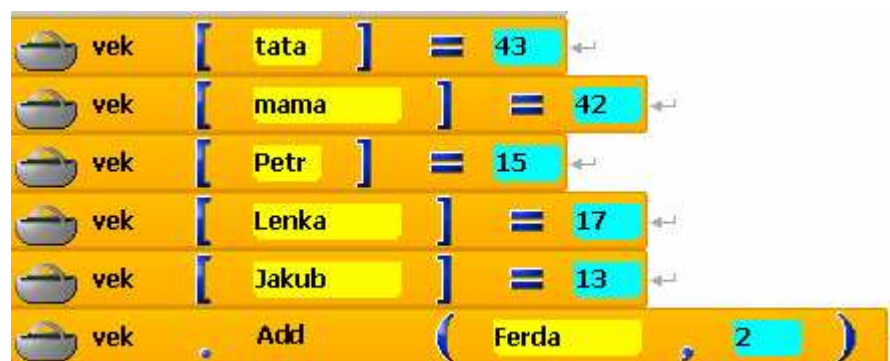 vek [ tata ] = 43
vek [ mama ] = 42
vek [ Petr ] = 15
vek [ Lenka ] = 17
vek [ Jakub ] = 13
vek . Add ( Ferda , 2 )